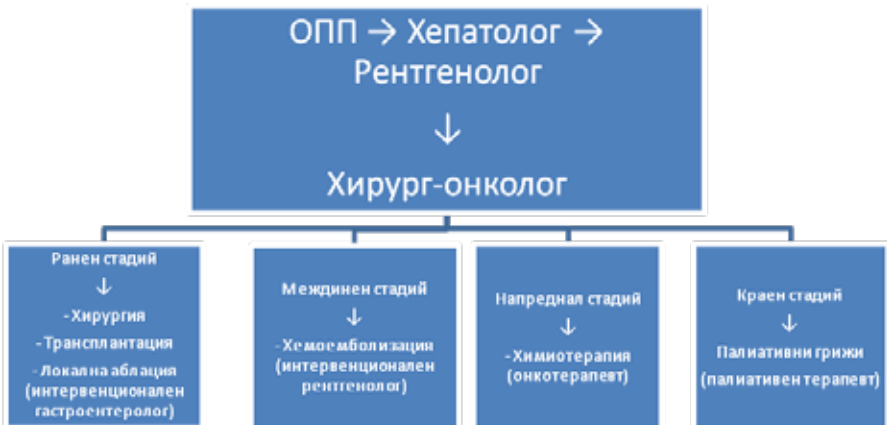 ОПП → Хепатолог →
Рентгенолог
↓
Хирург-онколог
Ранен стадий
↓
-Хирургия
-Трансплантация
-Локална аблация
(интервенционален
гастроентеролог)
Междинен стадий
↓
-Хемоемболизация
(интервенционален
рентгенолог)
Напреднал стадий
↓
-Химиотерапия
(онкотерапевт)
Краен стадий
↓
Палиативни грижи
(палиативен терапевт)